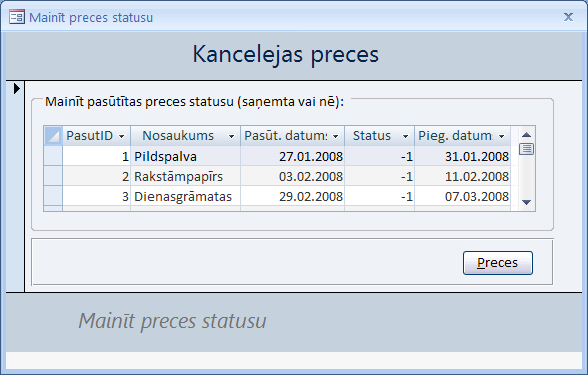 Mainīt preces statusu
Kancelejas preces
Mainīt pasūtītas preces statusu (saņemta vai nē):
PasutID Nosaukums Pasūt. datums Status Pieg. datum
1 Pildspalva 27.01.2008 -1 31.01.2008
2 Rakstāmpapīrs 03.02.2008 -1 11.02.2008
3 Dienasgrāmatas 29.02.2008 -1 07.03.2008
Preces
Mainīt preces statusu